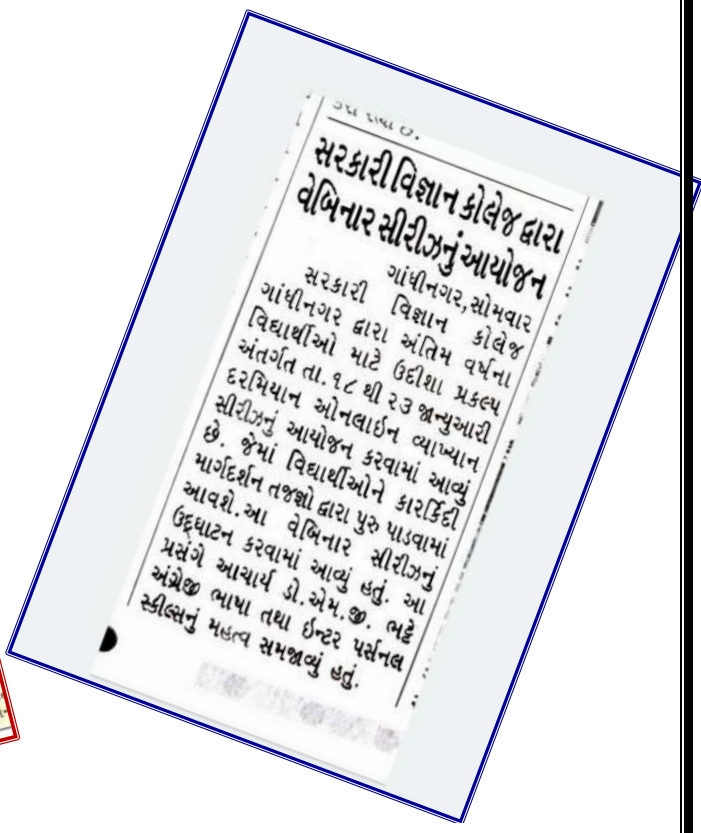 સરકારી વિજ્ઞાન કોલેજ દ્વારા
વેબિનાર સીરીઝનું આયોજન
ગાંધીનગર, સોમવાર
સરકારી વિજ્ઞાન કોલેજ
ગાંધીનગર દ્વારા અંતિમ વર્ષના
વિદ્યાર્થીઓ માટે ઉદીશા પ્રકલ્પ
અંતર્ગત તા. ૧૮ થી ૨૩ જાન્યુઆરી
દરમિયાન ઓનલાઈન વ્યાખ્યાન
સીરીઝનું આયોજન કરવામાં આવ્યું
છે. જેમાં વિદ્યાર્થીઓને કારકિર્દી
માર્ગદર્શન તજજ્ઞો દ્વારા પુરુ પાડવામાં
આવશે. આ વેબિનાર સીરીઝનું
ઉદ્દઘાટન કરવામાં આવ્યું હતું. આ
પ્રસંગે આચાર્ય ડો. એમ. જી. ભટ્ટે
અંગ્રેજી ભાષા તથા ઇન્ટર પર્સનલ
સ્કીલ્સનું મહત્વ સમજાવ્યું હતું.